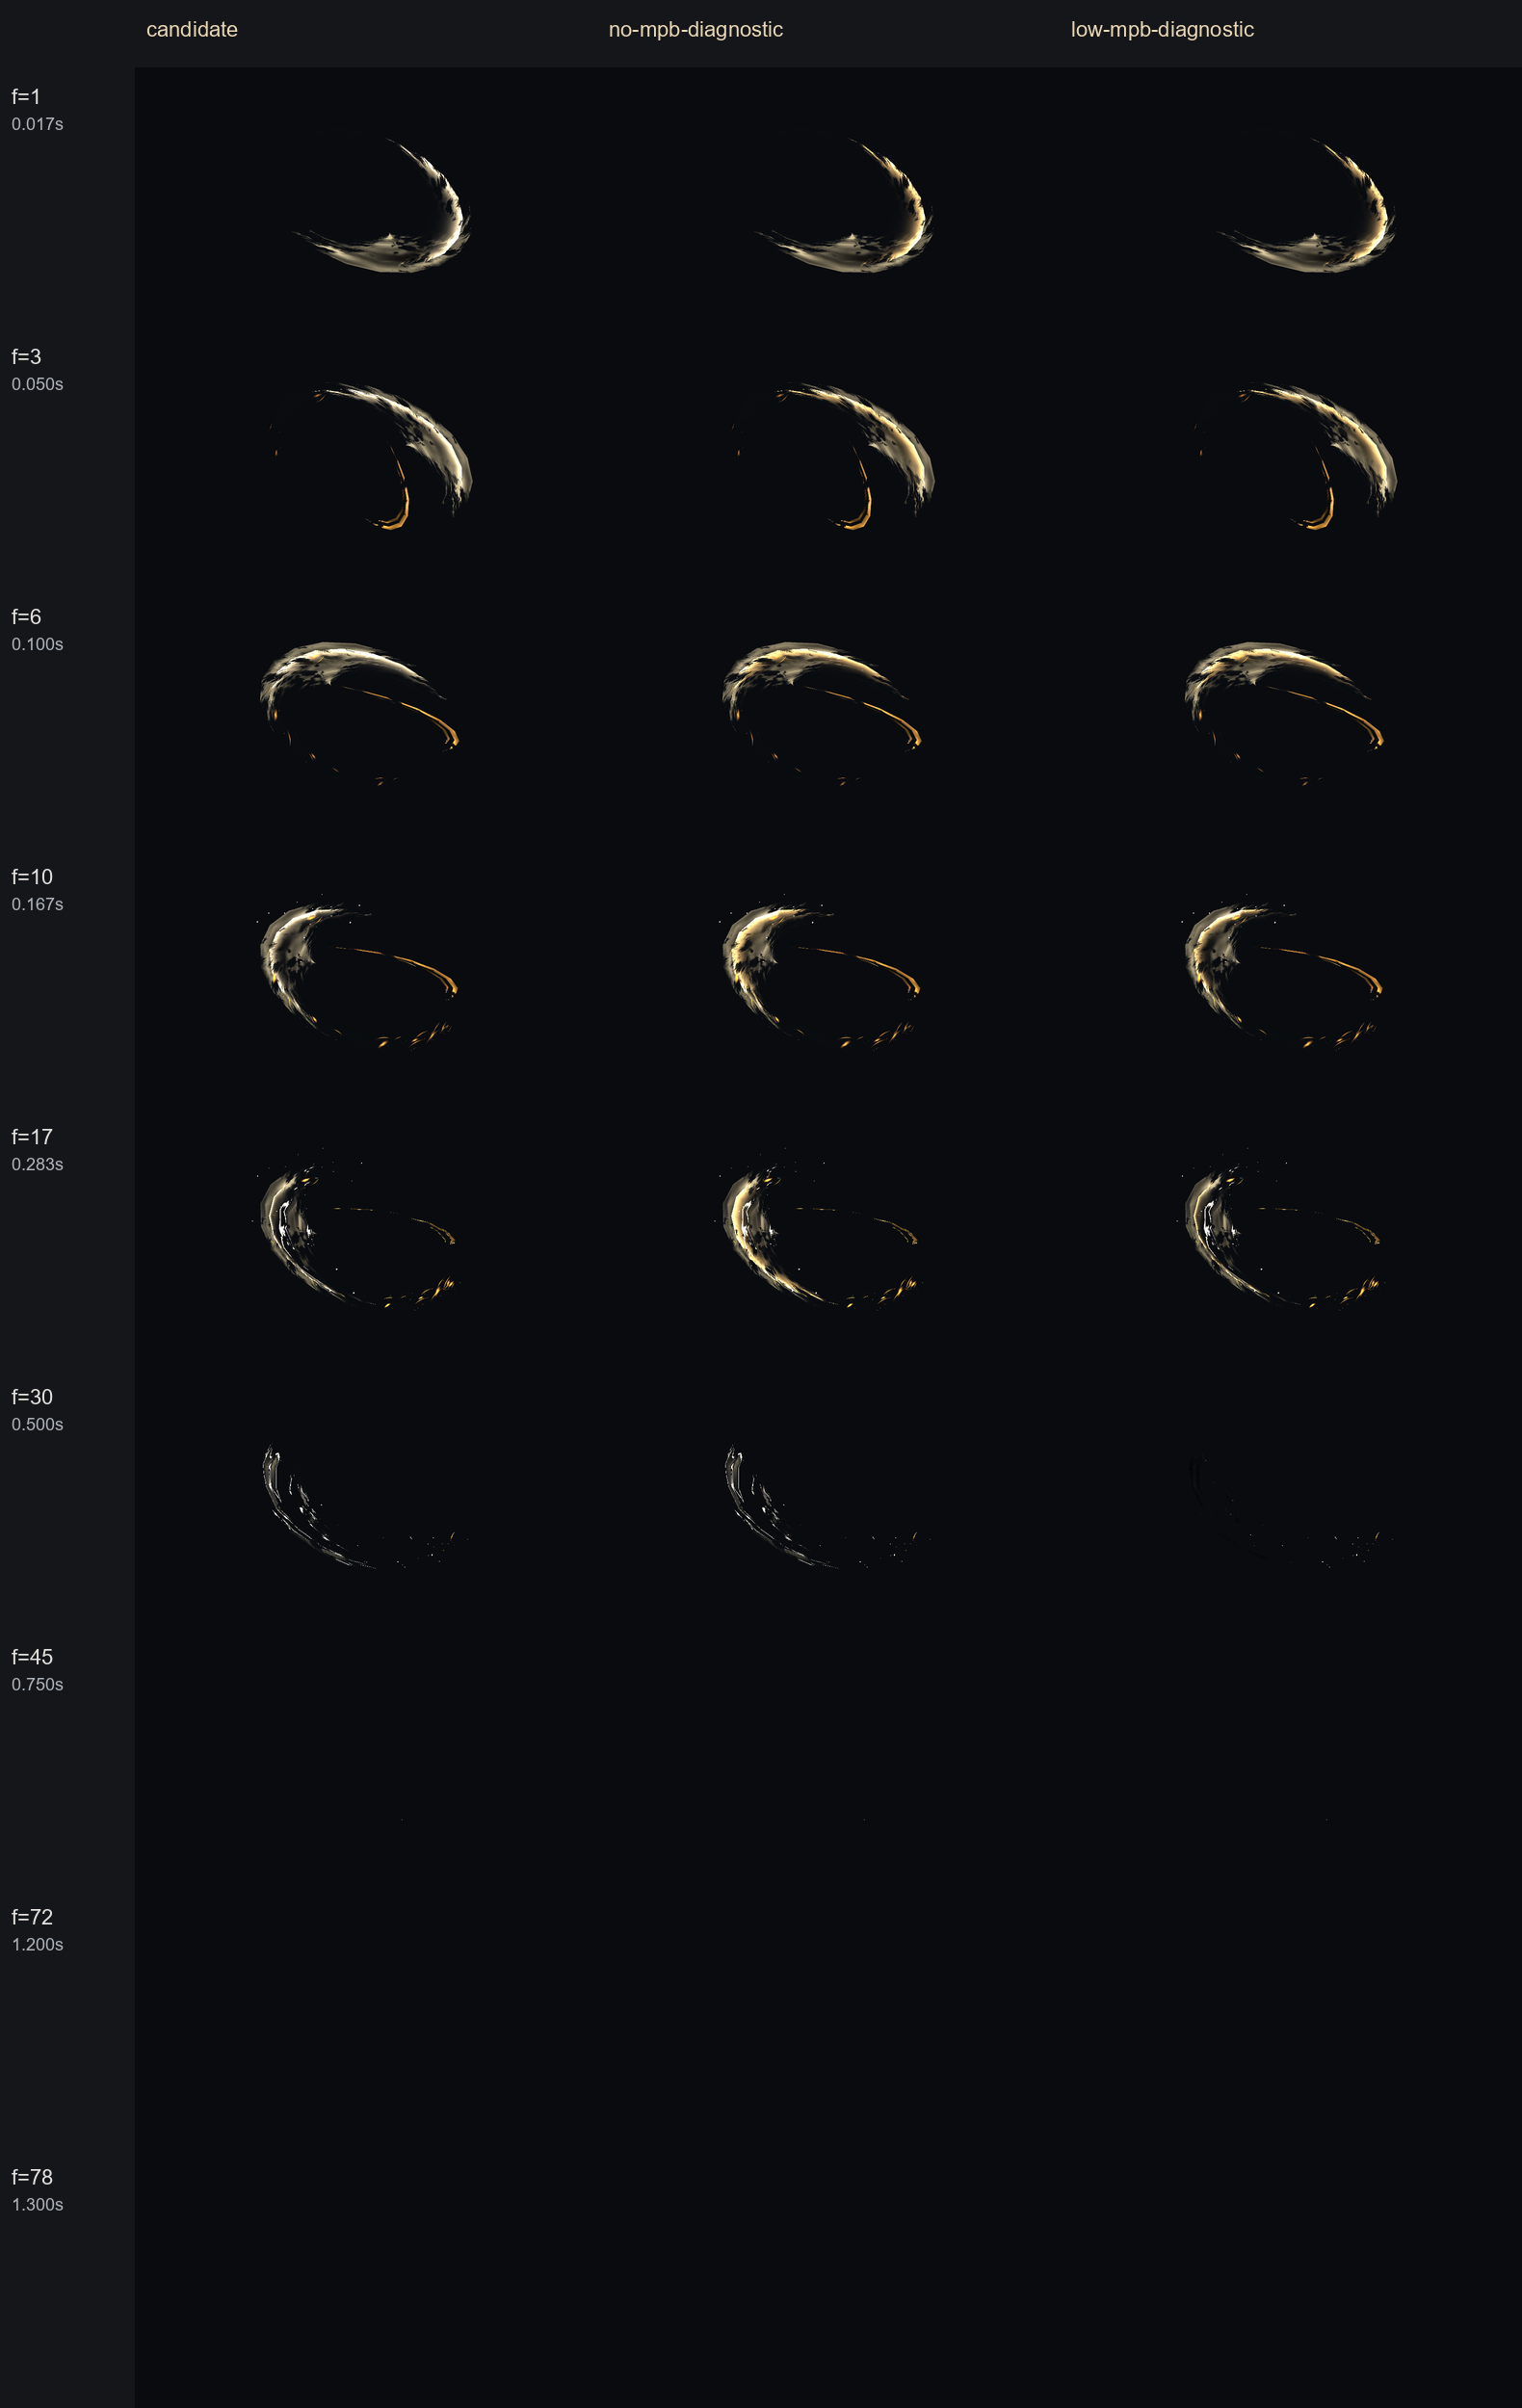 candidate no-mpb-diagnostic low-mpb-diagnostic
f=1
0.017s
f=3
0.050s
f=6
0.100s
f=10
0.167s
f=17
0.283s
f=30
0.500s
f=45
0.750s
f=72
1.200s
f=78
1.300s